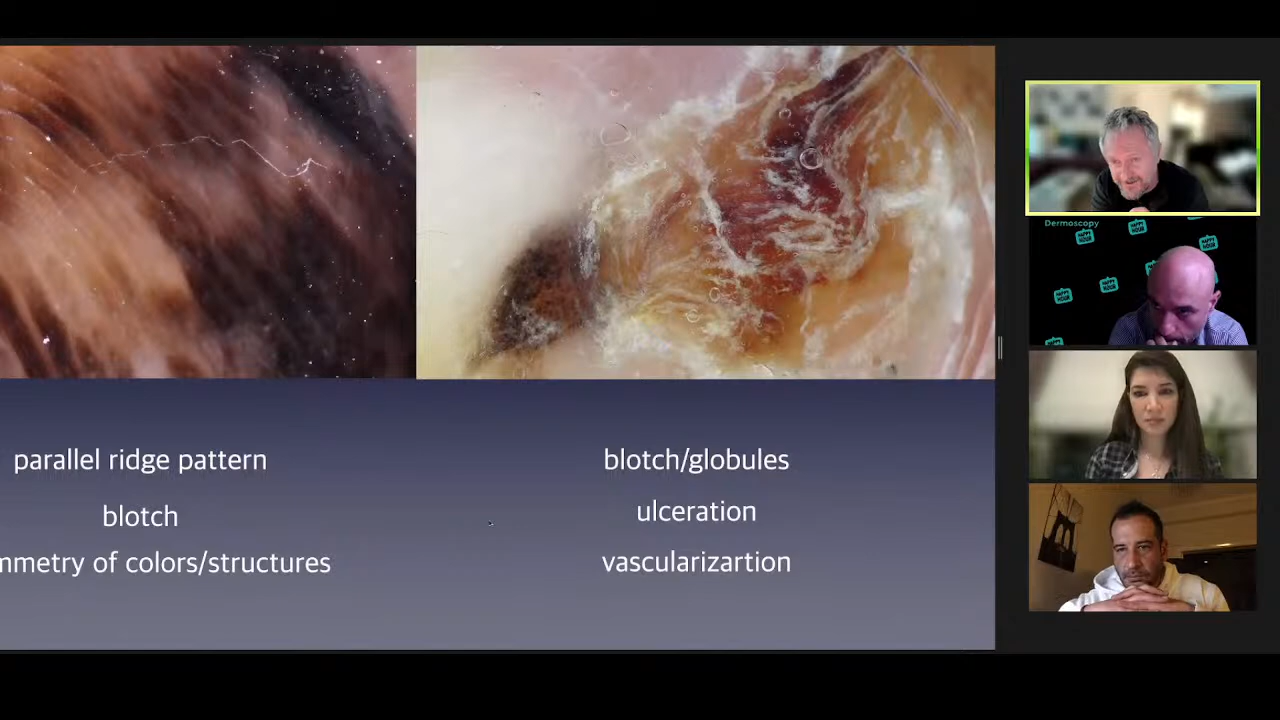 Dermoscopy
parallel ridge pattern
blotch
mmetry of colors/structures
blotch/globules
ulceration
vascularizartion